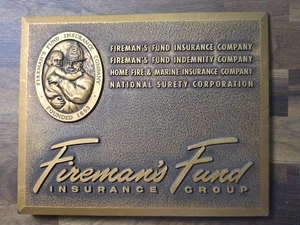 FIREMAN'S FUND INSURANCE COMPANY
FOUNDED 1863
FIREMAN'S FUND INSURANCE COMPANY
FIREMAN'S FUND INDEMNITY COMPANY
HOME FIRE & MARINE INSURANCE COMPANY
NATIONAL SURETY CORPORATION
Fireman's Fund
INSURANCE GROUP